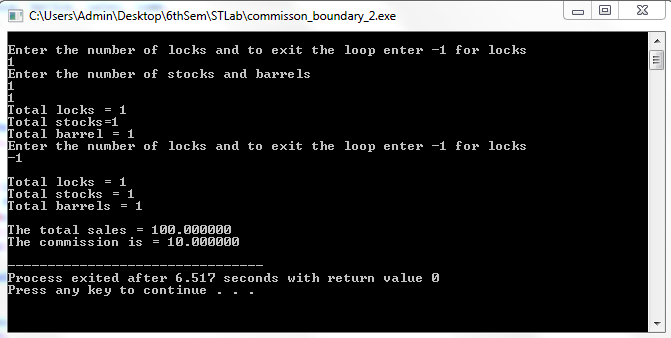 C:\Users\Admin\Desktop\6thSem\STLab\commisson_boundary_2.exe
Enter the number of locks and to exit the loop enter -1 for locks
1
Enter the number of stocks and barrels
1
1
Total locks = 1
Total stocks=1
Total barrel = 1
Enter the number of locks and to exit the loop enter -1 for locks
-1
Total locks = 1
Total stocks = 1
Total barrels = 1
The total sales = 100.000000
The commission is = 10.000000
--------------------------------
Process exited after 6.517 seconds with return value 0
Press any key to continue . . .